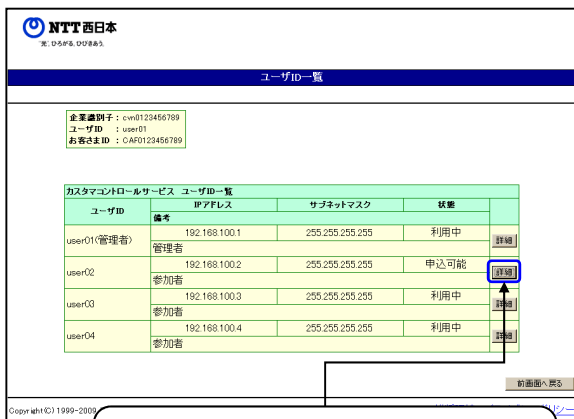 NTT西日本
光、ひろがる、ひびきあう。
ユーザID一覧
企業識別子：cvn0123456789
ユーザID ：user01
お客さまID ：CAF0123456789
カスタマコントロールサービス ユーザID一覧
ユーザID IPアドレス サブネットマスク 状態
備考
user01(管理者) 192.168.100.1 255.255.255.255 利用中 詳細
管理者
user02 192.168.100.2 255.255.255.255 申込可能 詳細
参加者
user03 192.168.100.3 255.255.255.255 利用中 詳細
参加者
user04 192.168.100.4 255.255.255.255 利用中 詳細
参加者
前画面へ戻る
Copyright(C) 1999-2009